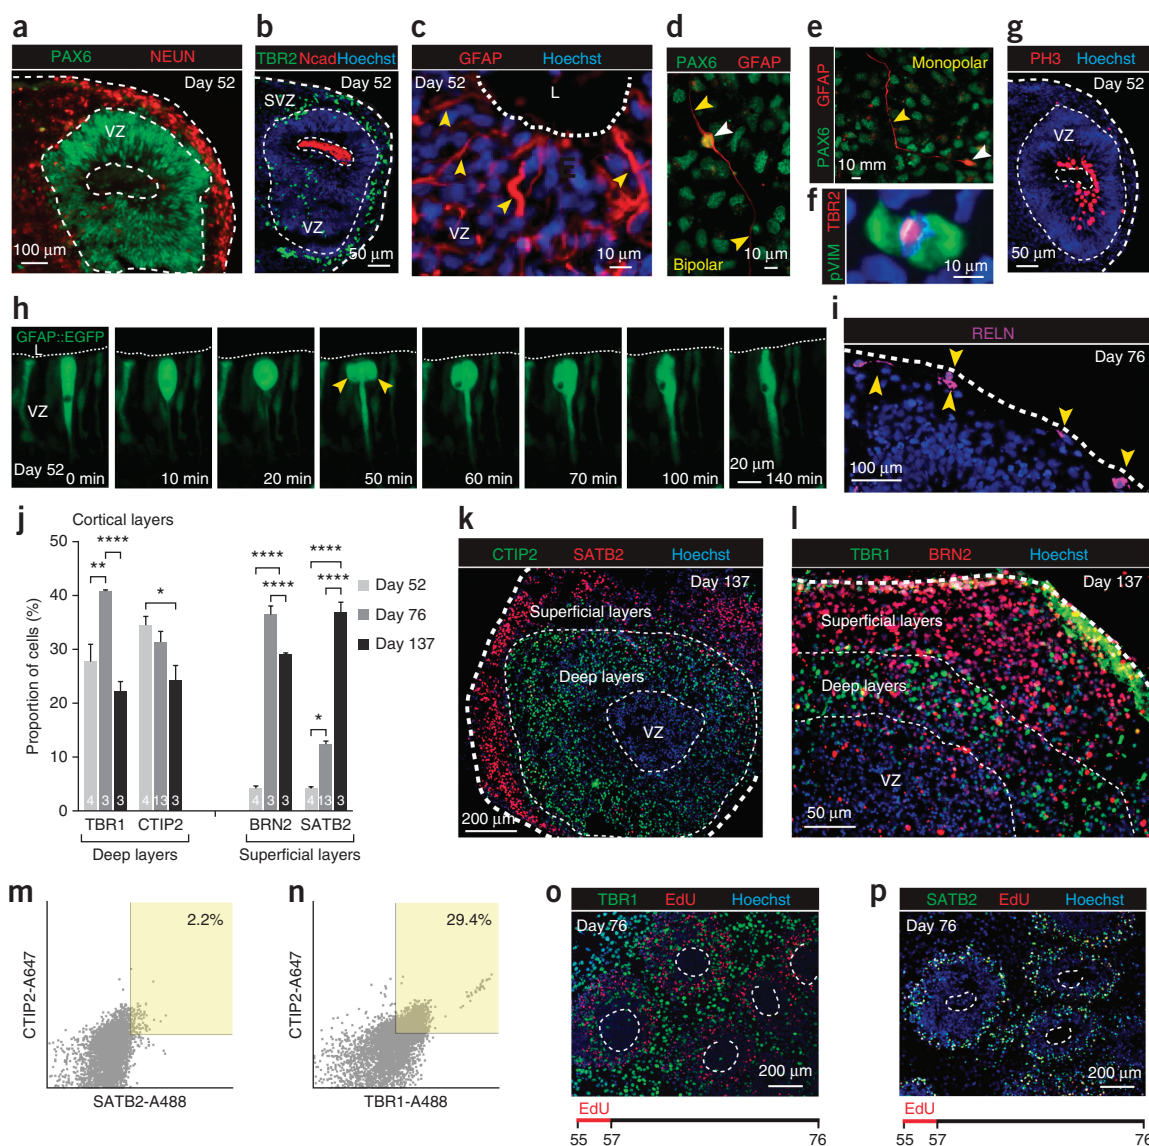 a
PAX6 NEUN
Day 52
VZ
100 µm
b
TBR2 Ncad Hoechst
Day 52
SVZ
VZ
50 µm
c
GFAP Hoechst
Day 52
L
VZ
10 µm
d
PAX6 GFAP
Bipolar
10 µm
e
PAX6 GFAP
Monopolar
10 mm
f
pVIM TBR2
10 µm
g
PH3 Hoechst
Day 52
VZ
50 µm
h
GFAP::EGFP
L
VZ
Day 52
0 min
10 min
20 min
50 min
60 min
70 min
100 min
20 µm
140 min
i
RELN
Day 76
100 µm
j
Cortical layers
Proportion of cells (%)
50
40
30
20
10
0
**
****
*
****
****
*
****
****
Day 52
Day 76
Day 137
4 3 3 4 13 3 4 3 3 4 13 3
TBR1 CTIP2 BRN2 SATB2
Deep layers Superficial layers
k
CTIP2 SATB2 Hoechst
Day 137
Superficial layers
Deep layers
VZ
200 µm
l
TBR1 BRN2 Hoechst
Day 137
Superficial layers
Deep layers
VZ
50 µm
m
2.2%
CTIP2-A647
SATB2-A488
n
29.4%
CTIP2-A647
TBR1-A488
o
TBR1 EdU Hoechst
Day 76
200 µm
EdU
55 57 76
p
SATB2 EdU Hoechst
Day 76
200 µm
EdU
55 57 76